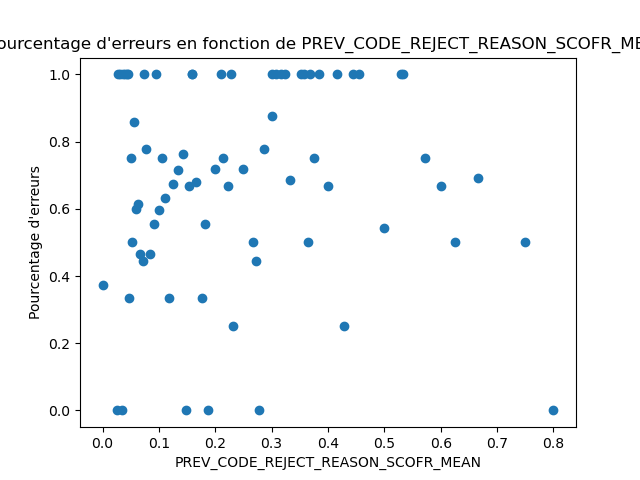 ourcentage d'erreurs en fonction de PREV_CODE_REJECT_REASON_SCOFR_ME
1.0
0.8
0.6
0.4
0.2
0.0
Pourcentage d'erreurs
0.0 0.1 0.2 0.3 0.4 0.5 0.6 0.7 0.8
PREV_CODE_REJECT_REASON_SCOFR_MEAN